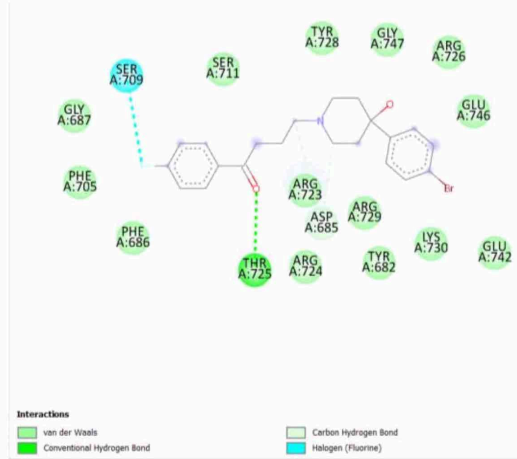 TYR
A:728
GLY
A:747
ARG
A:726
SER
A:711
SER
A:709
GLU
A:746
GLY
A:687
N
O
PHE
A:705
ARG
A:723
Br
O
ARG
A:729
ASP
A:685
PHE
A:686
LYS
A:730
GLU
A:742
THR
A:725
ARG
A:724
TYR
A:682
Interactions
van der Waals
Conventional Hydrogen Bond
Carbon Hydrogen Bond
Halogen (Fluorine)